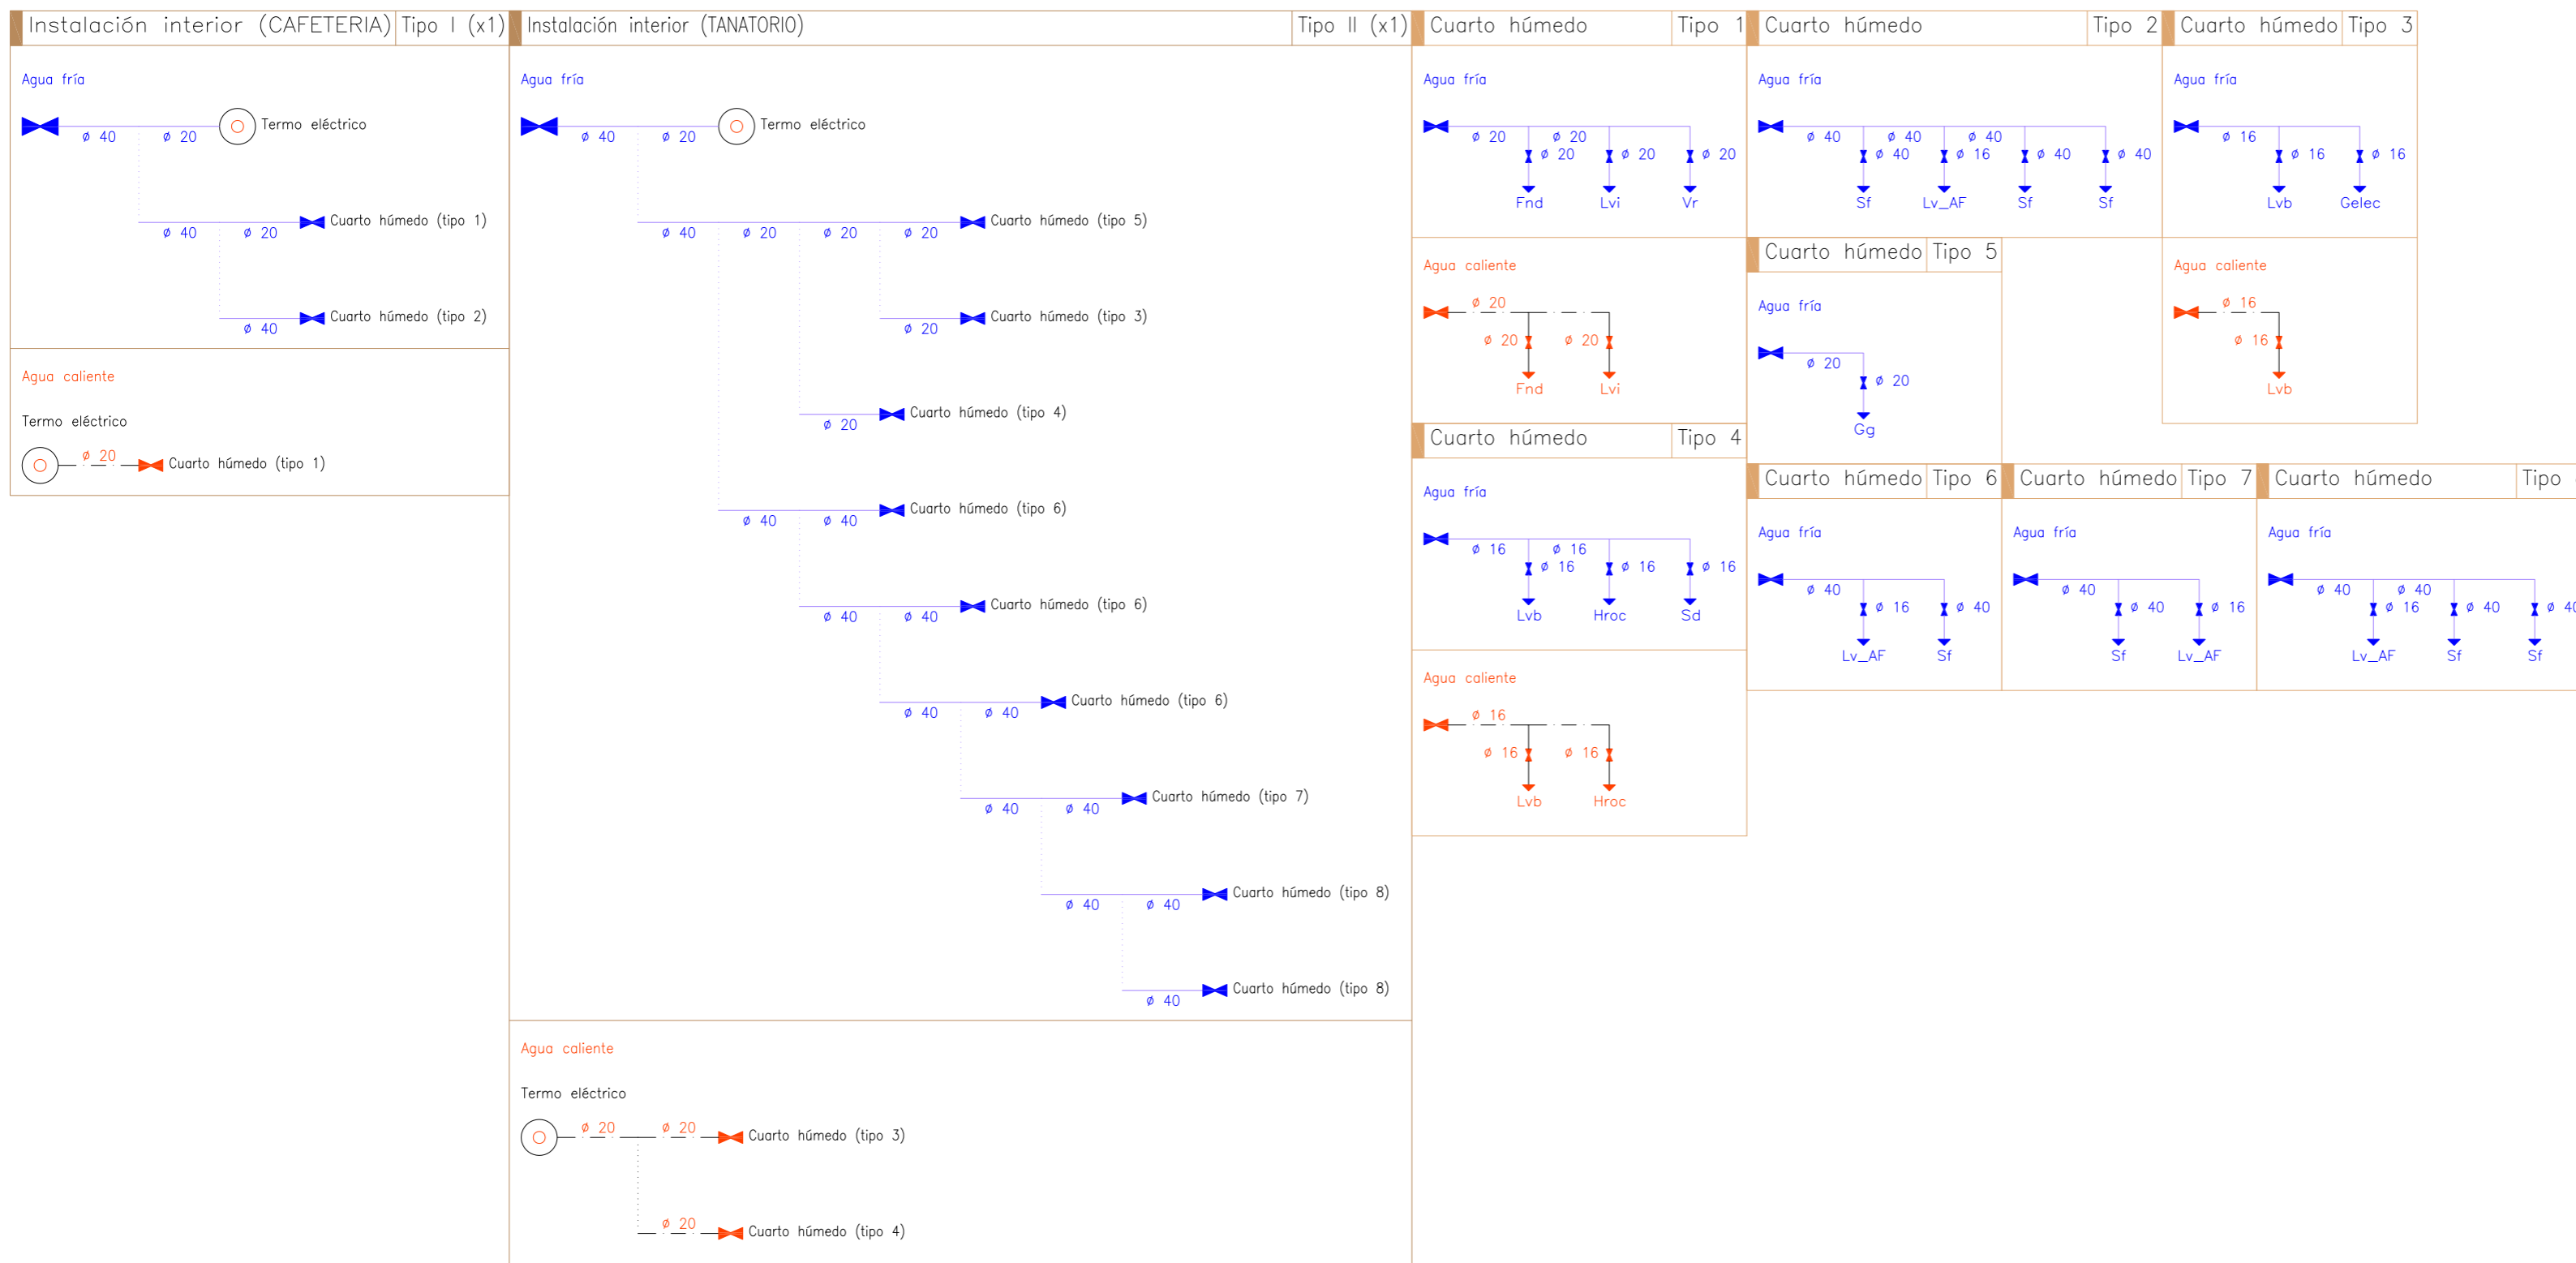 Instalación interior (CAFETERIA) Tipo I (x1)
Agua fría
Termo eléctrico
ø 40 ø 20
Cuarto húmedo (tipo 1)
ø 40 ø 20
Cuarto húmedo (tipo 2)
ø 40
Agua caliente
Termo eléctrico
ø 20 Cuarto húmedo (tipo 1)
Instalación interior (TANATORIO) Tipo II (x1)
Agua fría
Termo eléctrico
ø 40 ø 20
Cuarto húmedo (tipo 5)
ø 40 ø 20 ø 20 ø 20
Cuarto húmedo (tipo 3)
ø 20
Cuarto húmedo (tipo 4)
ø 20
Cuarto húmedo (tipo 6)
ø 40 ø 40
Cuarto húmedo (tipo 6)
ø 40 ø 40
Cuarto húmedo (tipo 6)
ø 40 ø 40
Cuarto húmedo (tipo 7)
ø 40 ø 40
Cuarto húmedo (tipo 8)
ø 40 ø 40
Cuarto húmedo (tipo 8)
ø 40
Agua caliente
Termo eléctrico
ø 20 ø 20 Cuarto húmedo (tipo 3)
ø 20 Cuarto húmedo (tipo 4)
Cuarto húmedo Tipo 1
Agua fría
ø 20 ø 20
ø 20 ø 20 ø 20
Fnd Lvi Vr
Agua caliente
ø 20
ø 20 ø 20
Fnd Lvi
Cuarto húmedo Tipo 2
Agua fría
ø 40 ø 40 ø 40
ø 40 ø 16 ø 40 ø 40
Sf Lv_AF Sf Sf
Cuarto húmedo Tipo 3
Agua fría
ø 16
ø 16 ø 16
Lvb Gelec
Agua caliente
ø 16
ø 16
Lvb
Cuarto húmedo Tipo 4
Agua fría
ø 16 ø 16
ø 16 ø 16 ø 16
Lvb Hroc Sd
Agua caliente
ø 16
ø 16 ø 16
Lvb Hroc
Cuarto húmedo Tipo 5
Agua fría
ø 20
ø 20
Gg
Cuarto húmedo Tipo 6
Agua fría
ø 40
ø 16 ø 40
Lv_AF Sf
Cuarto húmedo Tipo 7
Agua fría
ø 40
ø 40 ø 16
Sf Lv_AF
Cuarto húmedo Tipo
Agua fría
ø 40 ø 40
ø 16 ø 40 ø 40
Lv_AF Sf Sf